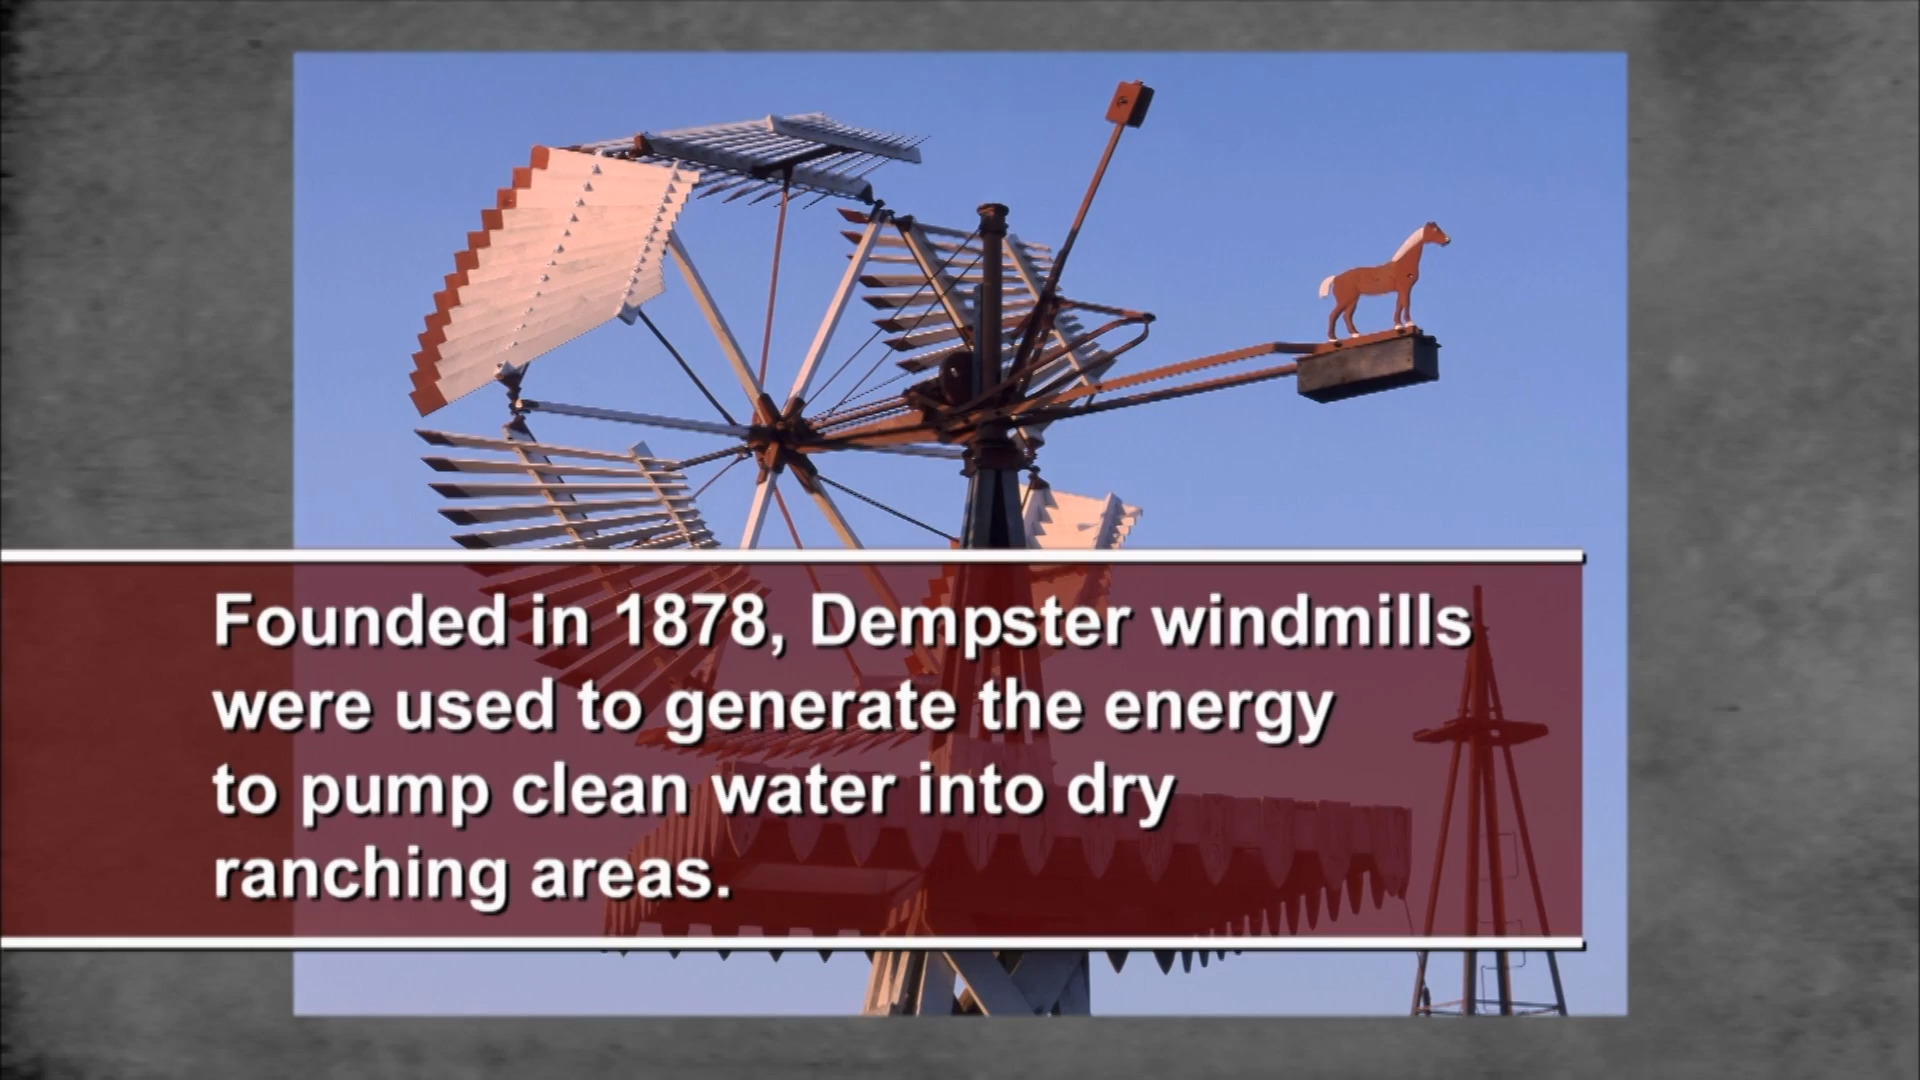 Founded in 1878, Dempster windmills
were used to generate the energy
to pump clean water into dry
ranching areas.